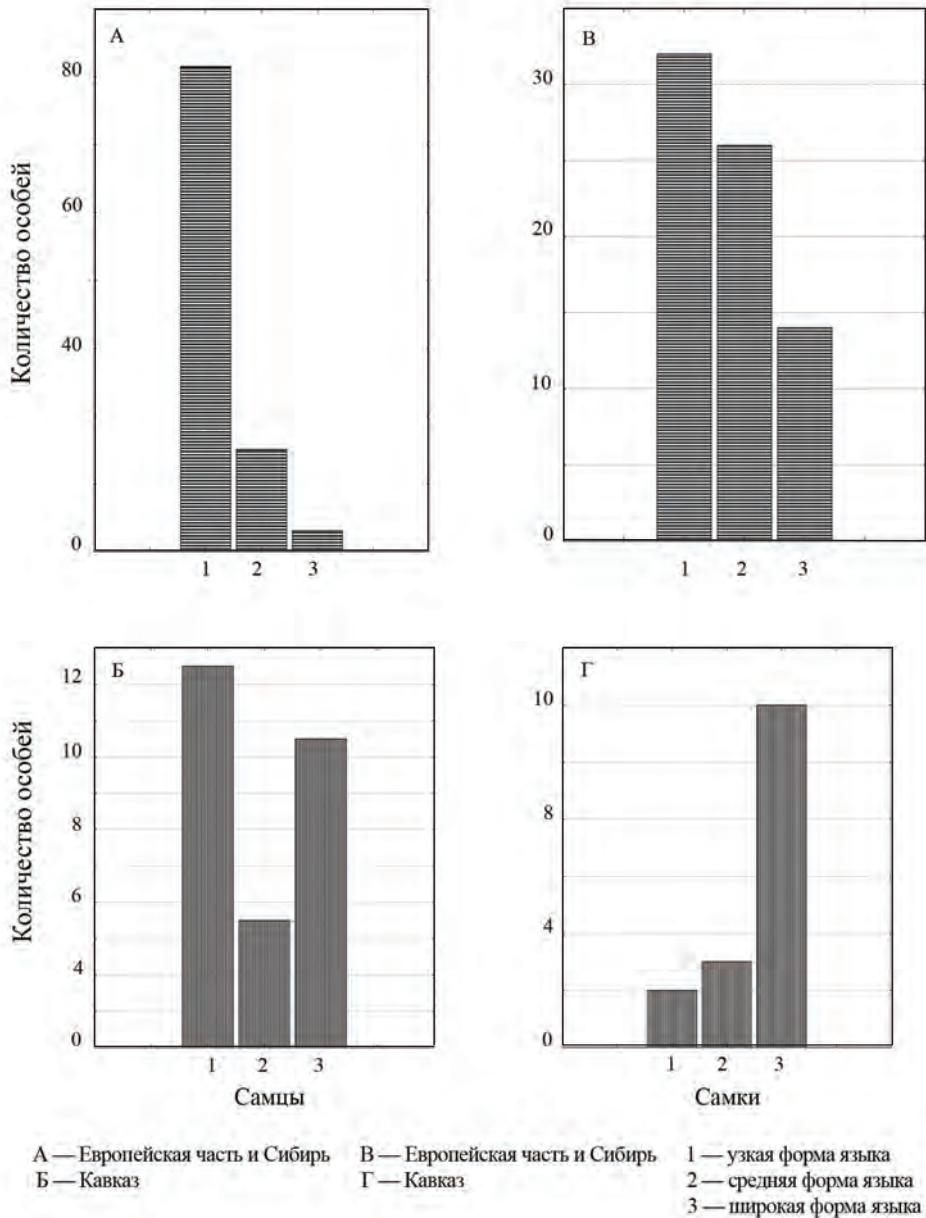 А
Количество особей
80
60
40
0
1 2 3
В
30
20
10
0
1 2 3
Б
Количество особей
12
10
8
6
4
0
1 2 3
Самцы
Г
10
8
4
0
1 2 3
Самки
А — Европейская часть и Сибирь
Б — Кавказ
В — Европейская часть и Сибирь
Г — Кавказ
1 — узкая форма языка
2 — средняя форма языка
3 — широкая форма языка